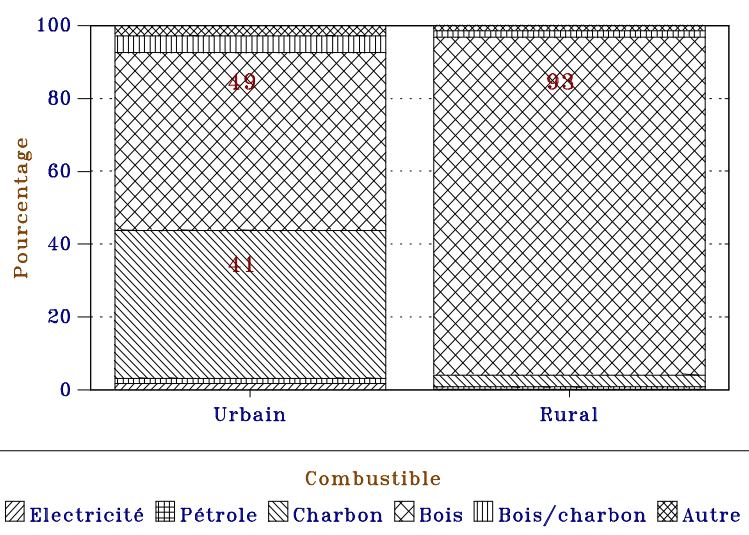 100
80
60
40
20
0
Pourcentage
49
93
41
Urbain Rural
Combustible
Electricité Pétrole Charbon Bois Bois/charbon Autre